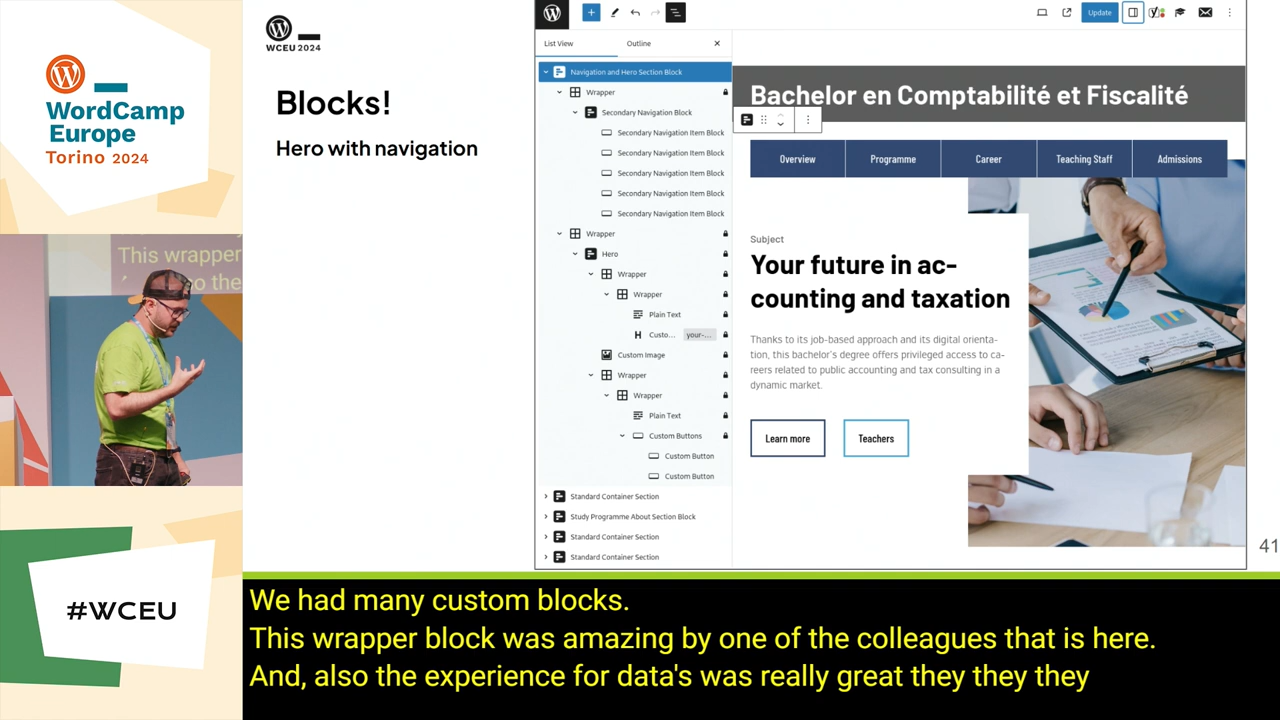 WordCamp
Europe
Torino 2024
This wrapper
o the
#WCEU
WCEU 2024
Blocks!
Hero with navigation
Update
List View
Outline
Navigation and Hero Section Block
Wrapper
Secondary Navigation Block
Secondary Navigation Item Block
Secondary Navigation Item Block
Secondary Navigation Item Block
Secondary Navigation Item Block
Secondary Navigation Item Block
Wrapper
Hero
Wrapper
Wrapper
Plain Text
H Custo... your-...
Custom Image
Wrapper
Wrapper
Plain Text
Custom Buttons
Custom Button
Custom Button
Standard Container Section
Study Programme About Section Block
Standard Container Section
Standard Container Section
Bachelor en Comptabilité et Fiscalité
Overview
Programme
Career
Teaching Staff
Admissions
Subject
Your future in ac-
counting and taxation
Thanks to its job-based approach and its digital orienta-
tion, this bachelor's degree offers privileged access to ca-
reers related to public accounting and tax consulting in a
dynamic market.
Learn more
Teachers
41
We had many custom blocks.
This wrapper block was amazing by one of the colleagues that is here.
And, also the experience for data's was really great they they they